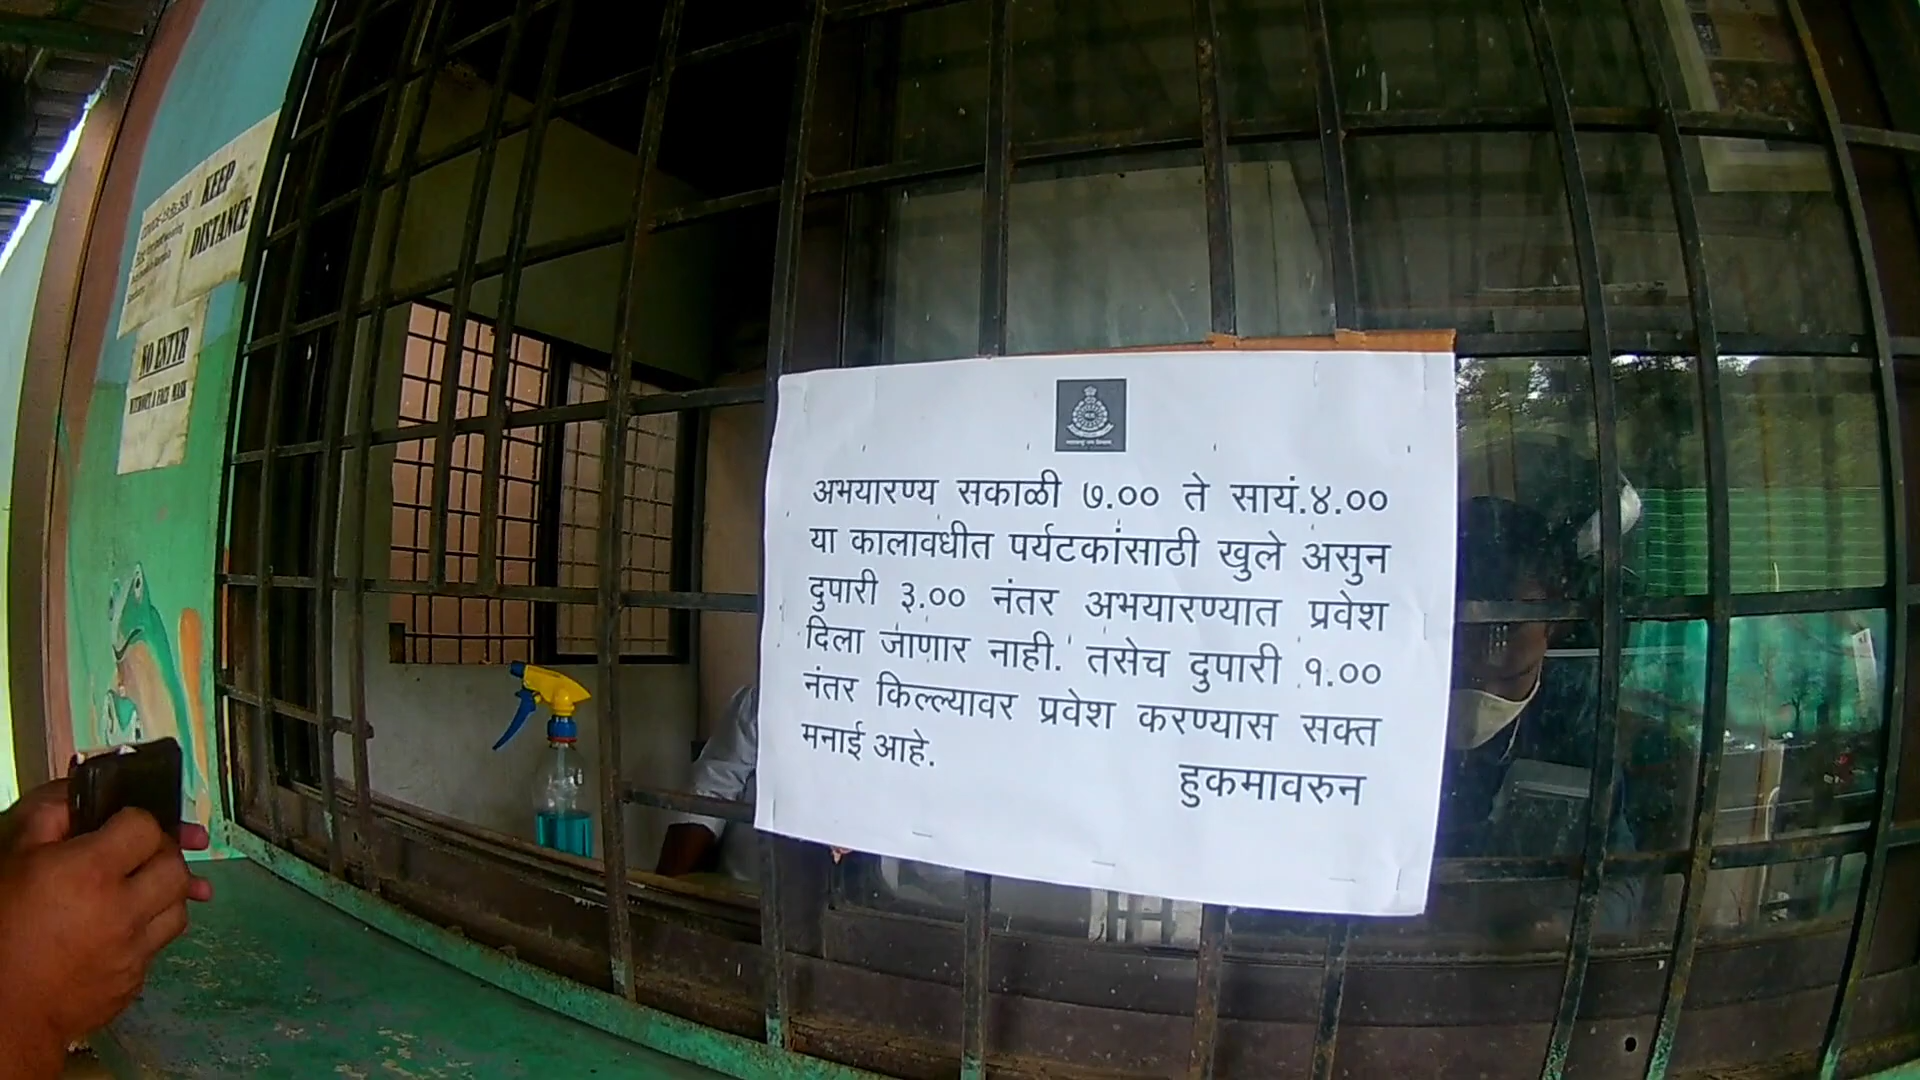 KEEP
DISTANCE
NO ENTYR
WITHOUT A FACE MASK
अभयारण्य सकाळी ७.०० ते सायं.४.००
या कालावधीत पर्यटकांसाठी खुले असुन
दुपारी ३.०० नंतर अभयारण्यात प्रवेश
दिला जाणार नाही. तसेच दुपारी १.००
नंतर किल्ल्यावर प्रवेश करण्यास सक्त
मनाई आहे.
हुकमावरुन